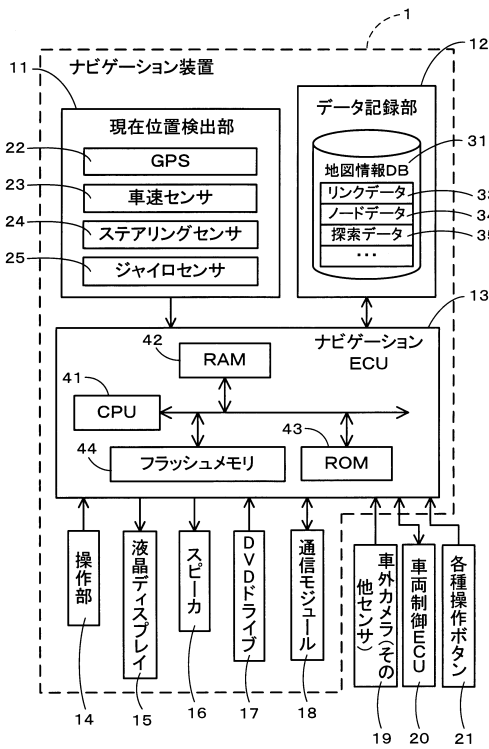 1
ナビゲーション装置
11
12
現在位置検出部
22
GPS
23
車速センサ
24
ステアリングセンサ
25
ジャイロセンサ
データ記録部
31
地図情報DB
リンクデータ
33
ノードデータ
34
探索データ
35
…
13
ナビゲーション
ECU
42
RAM
41
CPU
44
フラッシュメモリ
43
ROM
操作部
液晶ディスプレイ
スピーカ
DVDドライブ
通信モジュール
車外カメラ(その
他センサ)
車両制御ECU
各種操作ボタン
14
15
16
17
18
19
20
21